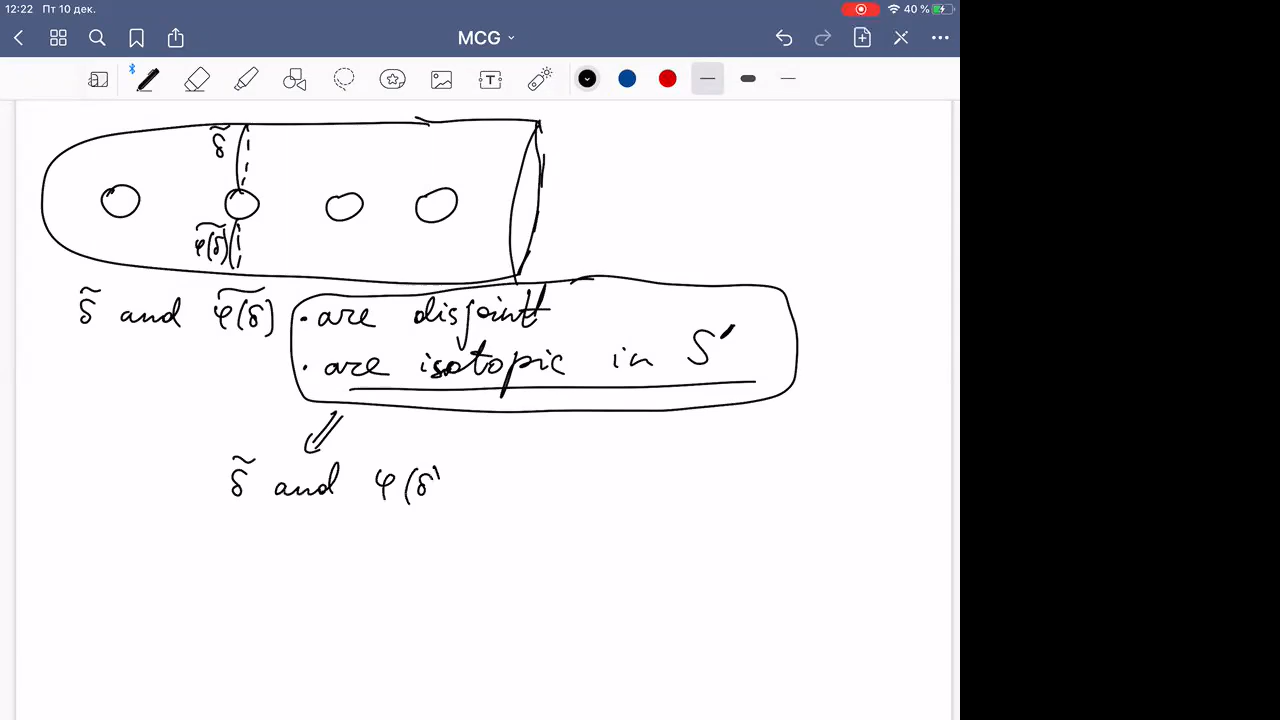 12:22 Пт 10 дек.
40 %
MCG
δ̃
φ(δ)̃
δ̃ and φ(δ)̃ · are disjoint
· are isotopic in S'
⇓
δ̃ and φ(δ